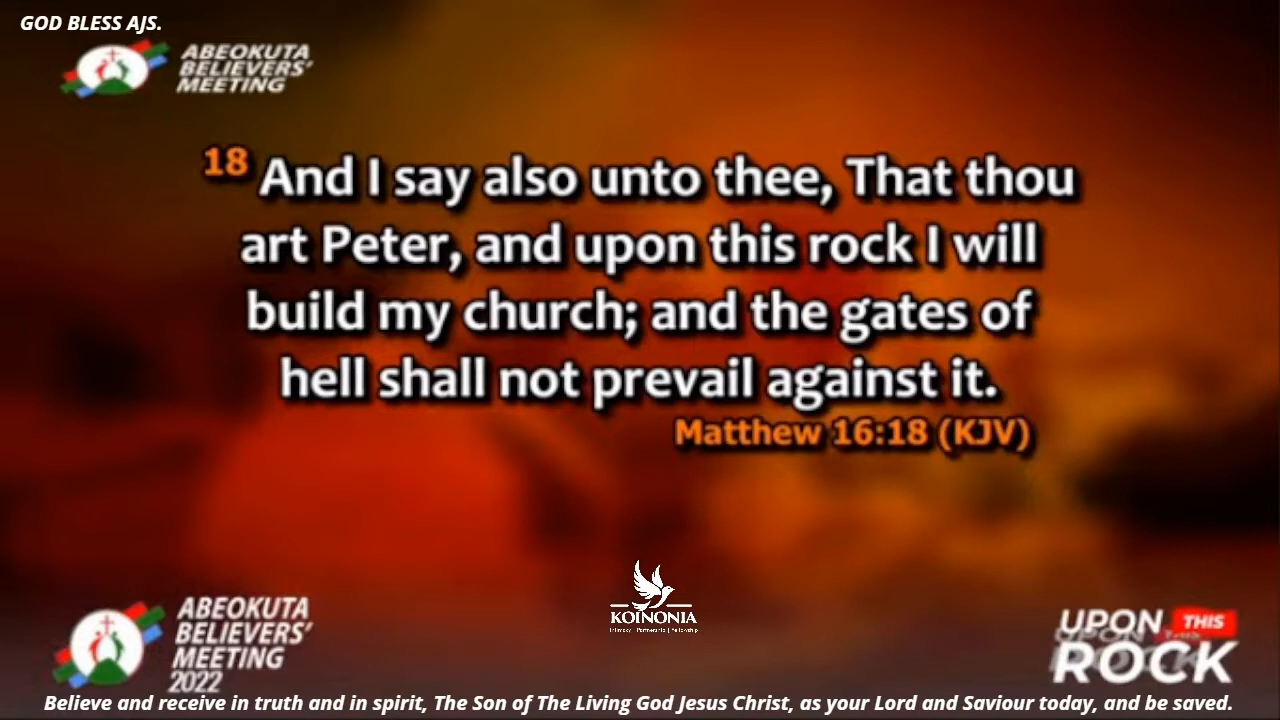 GOD BLESS AJS.
ABEOKUTA
BELIEVERS'
MEETING
18 And I say also unto thee, That thou
art Peter, and upon this rock I will
build my church; and the gates of
hell shall not prevail against it.
Matthew 16:18 (KJV)
KOINONIA
Intimacy | Partnership | Fellowship
ABEOKUTA
BELIEVERS'
MEETING
2022
UPON THIS
ROCK
Believe and receive in truth and in spirit, The Son of The Living God Jesus Christ, as your Lord and Saviour today, and be saved.